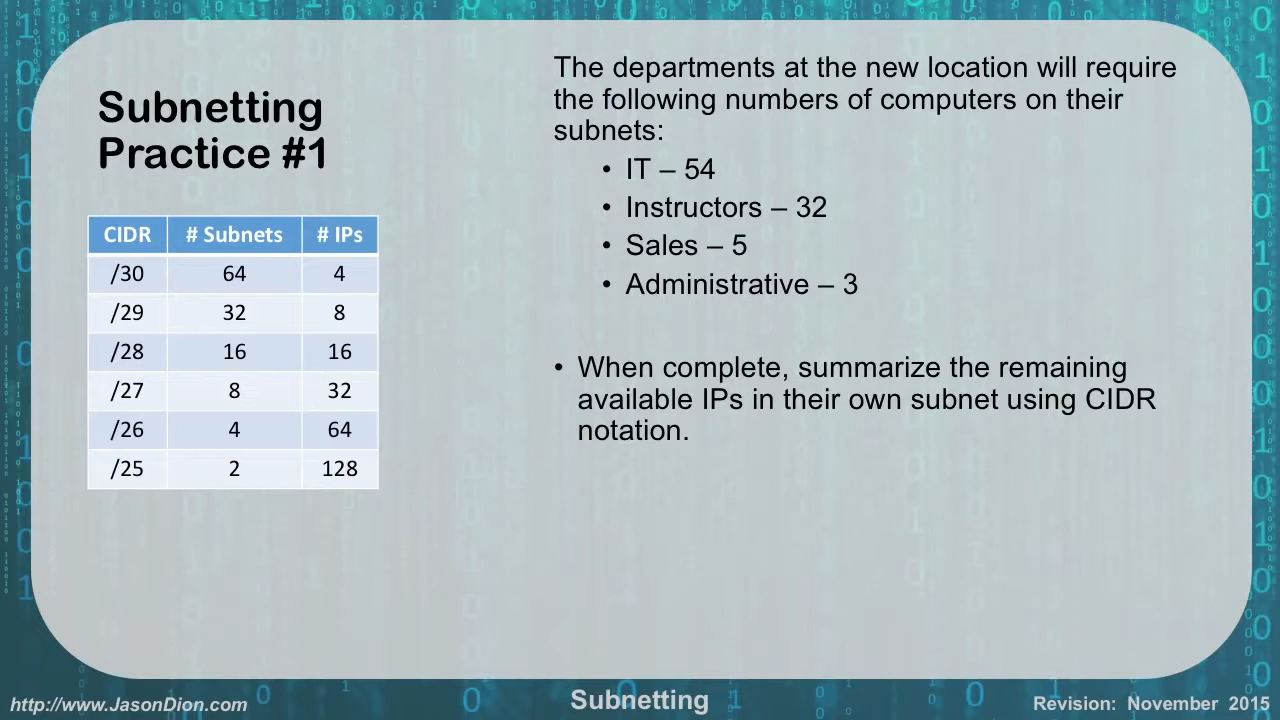 Subnetting
Practice #1
CIDR # Subnets # IPs
/30 64 4
/29 32 8
/28 16 16
/27 8 32
/26 4 64
/25 2 128
The departments at the new location will require
the following numbers of computers on their
subnets:
• IT – 54
• Instructors – 32
• Sales – 5
• Administrative – 3
• When complete, summarize the remaining
available IPs in their own subnet using CIDR
notation.
http://www.JasonDion.com
Subnetting
Revision: November 2015